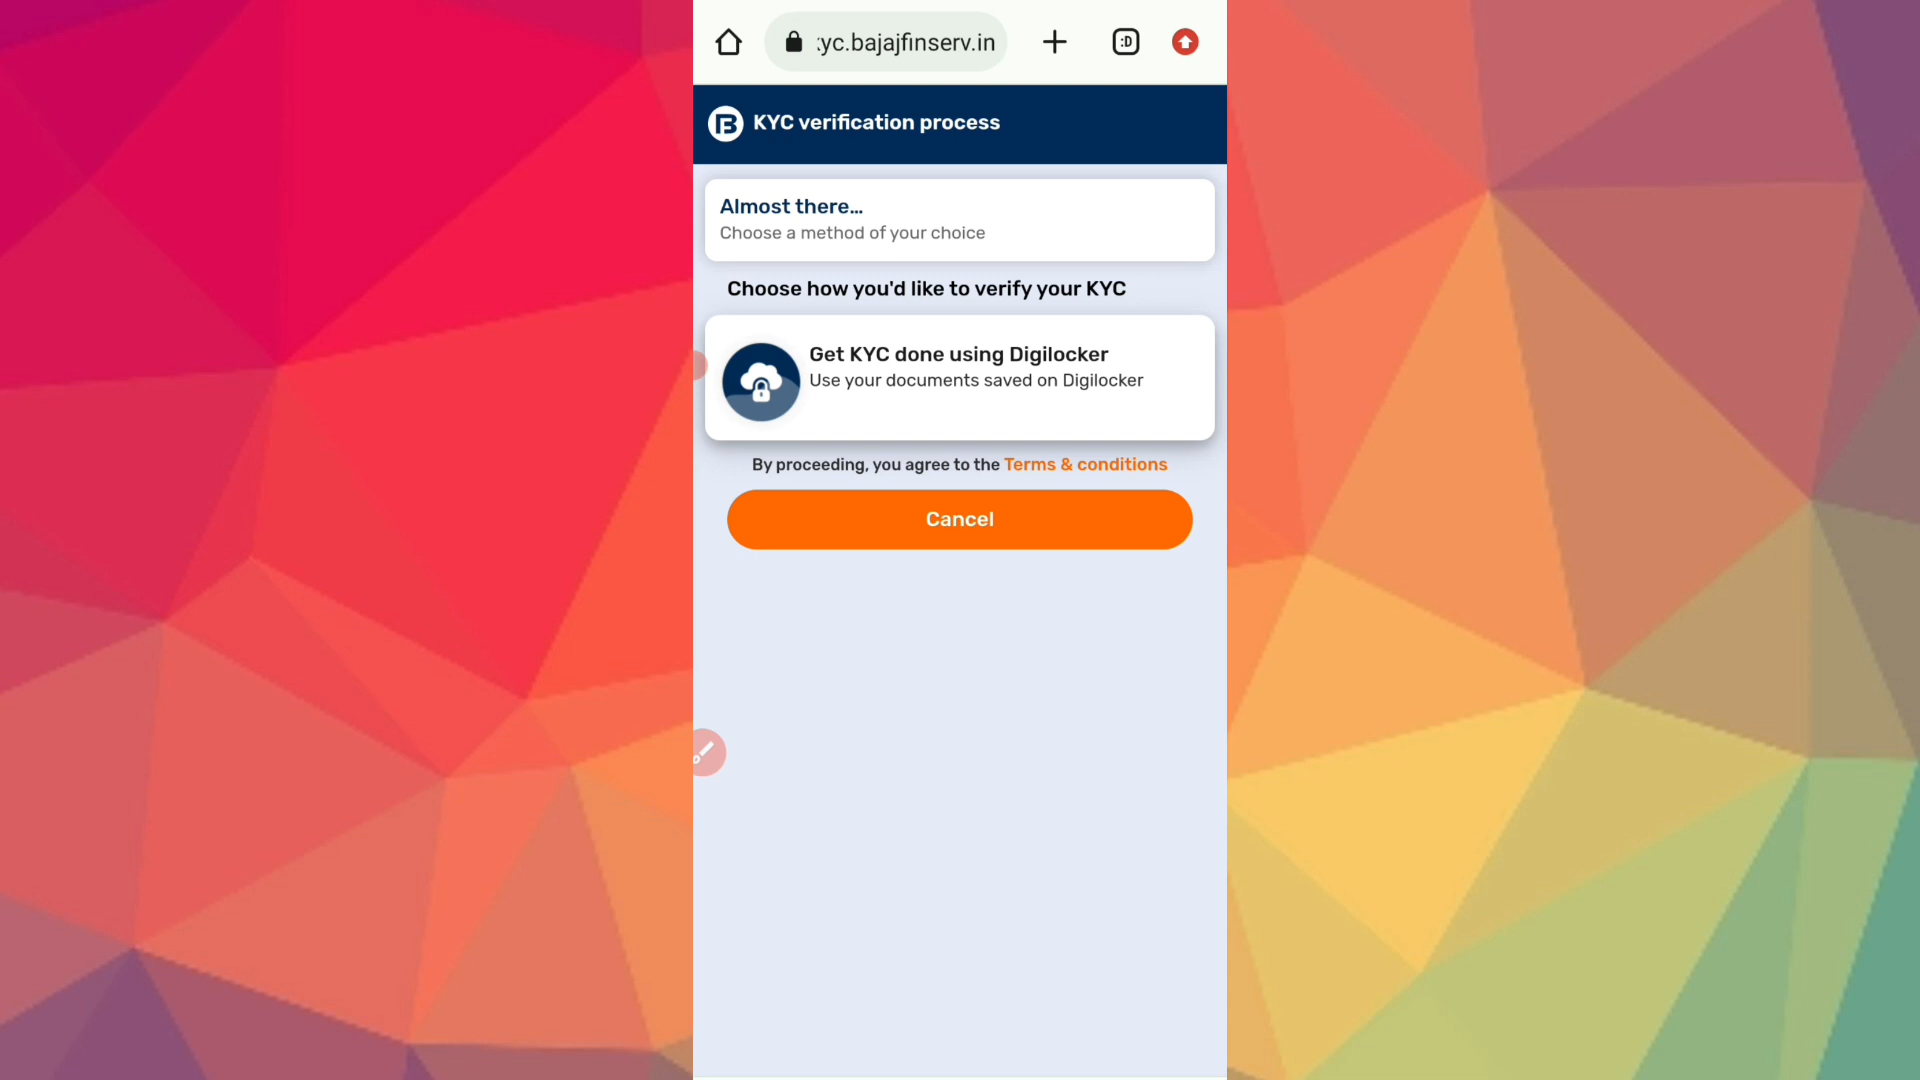 :yc.bajajfinserv.in
:D
B KYC verification process
Almost there...
Choose a method of your choice
Choose how you'd like to verify your KYC
Get KYC done using Digilocker
Use your documents saved on Digilocker
By proceeding, you agree to the Terms & conditions
Cancel